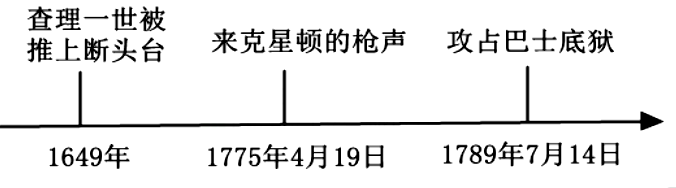 查理一世被
推上断头台
来克星顿的枪声
攻占巴士底狱
1649年
1775年4月19日
1789年7月14日